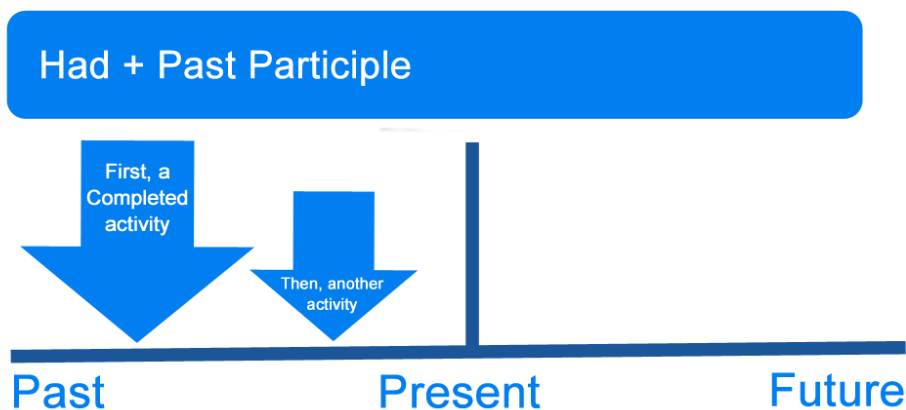 Had + Past Participle
First, a
Completed
activity
Then, another
activity
Past
Present
Future